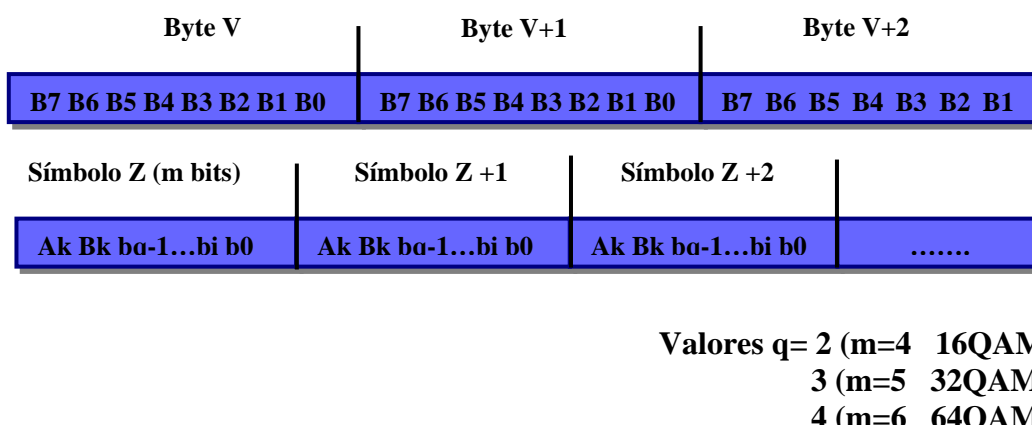 Byte V Byte V+1 Byte V+2
B7 B6 B5 B4 B3 B2 B1 B0 B7 B6 B5 B4 B3 B2 B1 B0 B7 B6 B5 B4 B3 B2 B1
Símbolo Z (m bits) Símbolo Z +1 Símbolo Z +2
Ak Bk bq-1…bi b0 Ak Bk bq-1…bi b0 Ak Bk bq-1…bi b0 …….
Valores q= 2 (m=4 16QAM
3 (m=5 32QAM
4 (m=6 64QAM